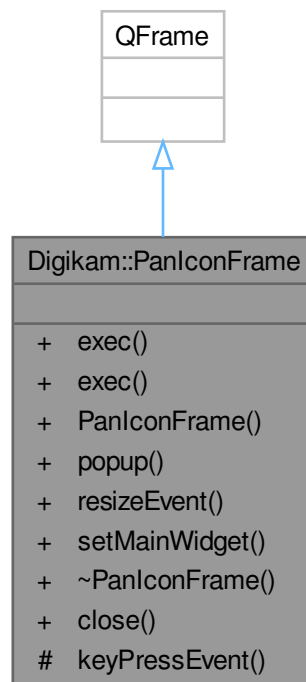 QFrame
Digikam::PanIconFrame
+ exec()
+ exec()
+ PanIconFrame()
+ popup()
+ resizeEvent()
+ setMainWidget()
+ ~PanIconFrame()
+ close()
# keyPressEvent()